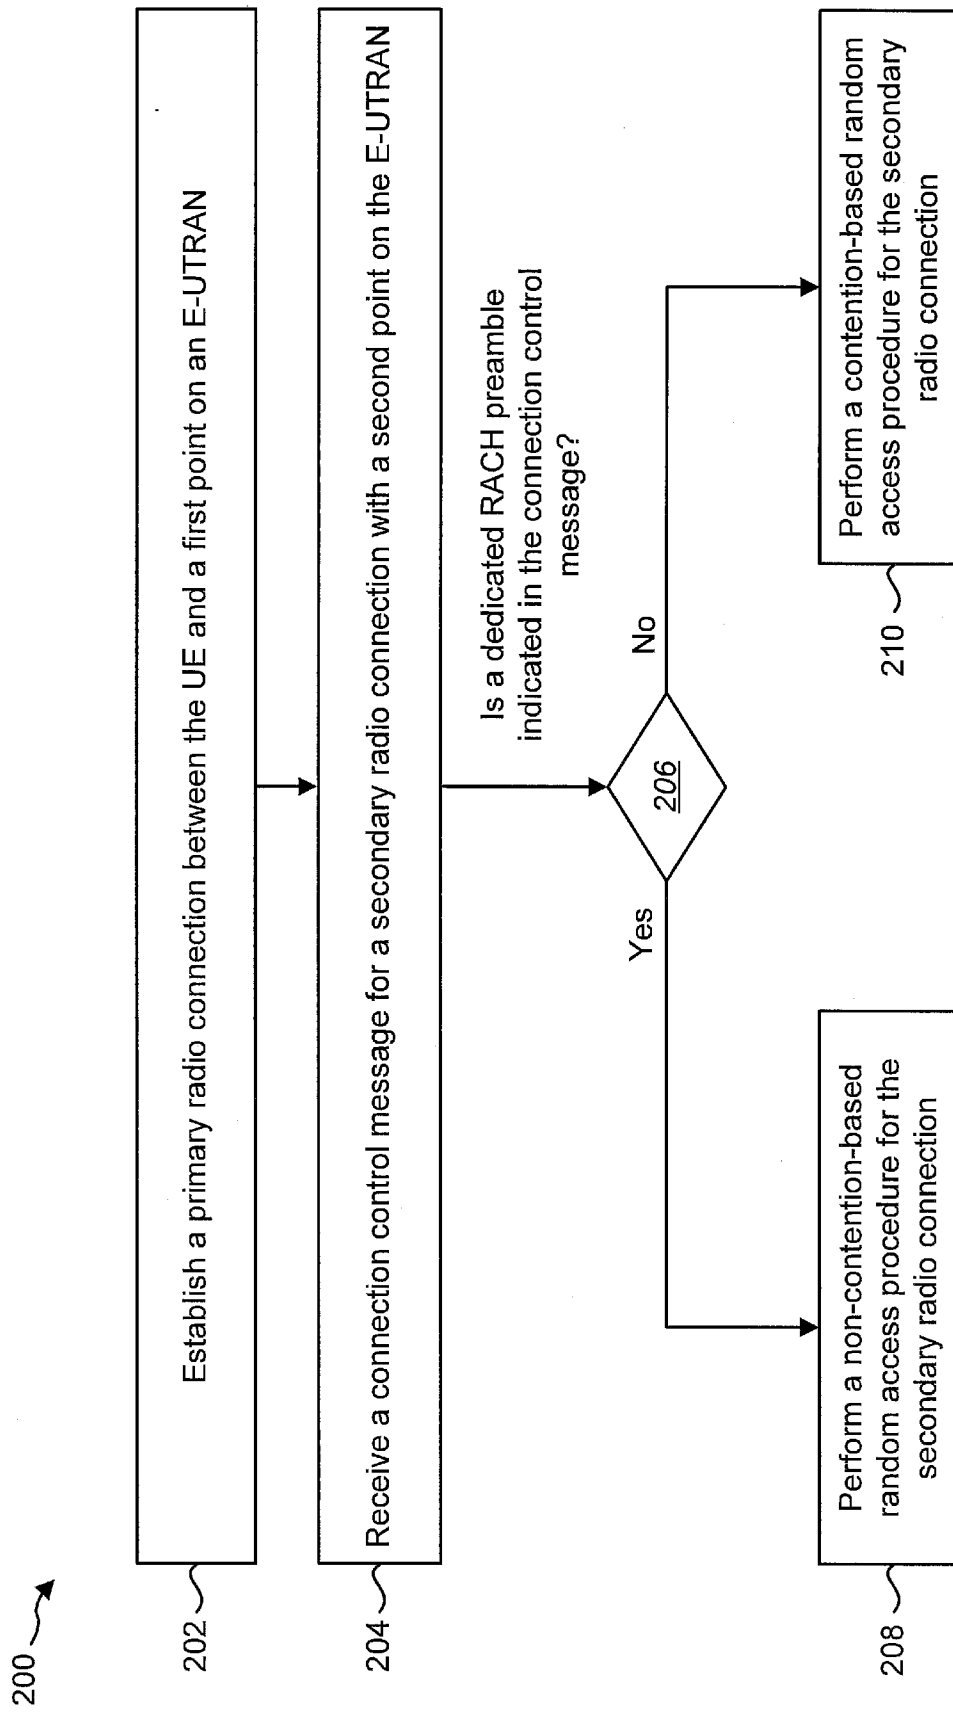 200
202
Establish a primary radio connection between the UE and a first point on an E-UTRAN
204
Receive a connection control message for a secondary radio connection with a second point on the E-UTRAN
Is a dedicated RACH preamble
indicated in the connection control
message?
206
Yes
No
208
Perform a non-contention-based
random access procedure for the
secondary radio connection
210
Perform a contention-based random
access procedure for the secondary
radio connection